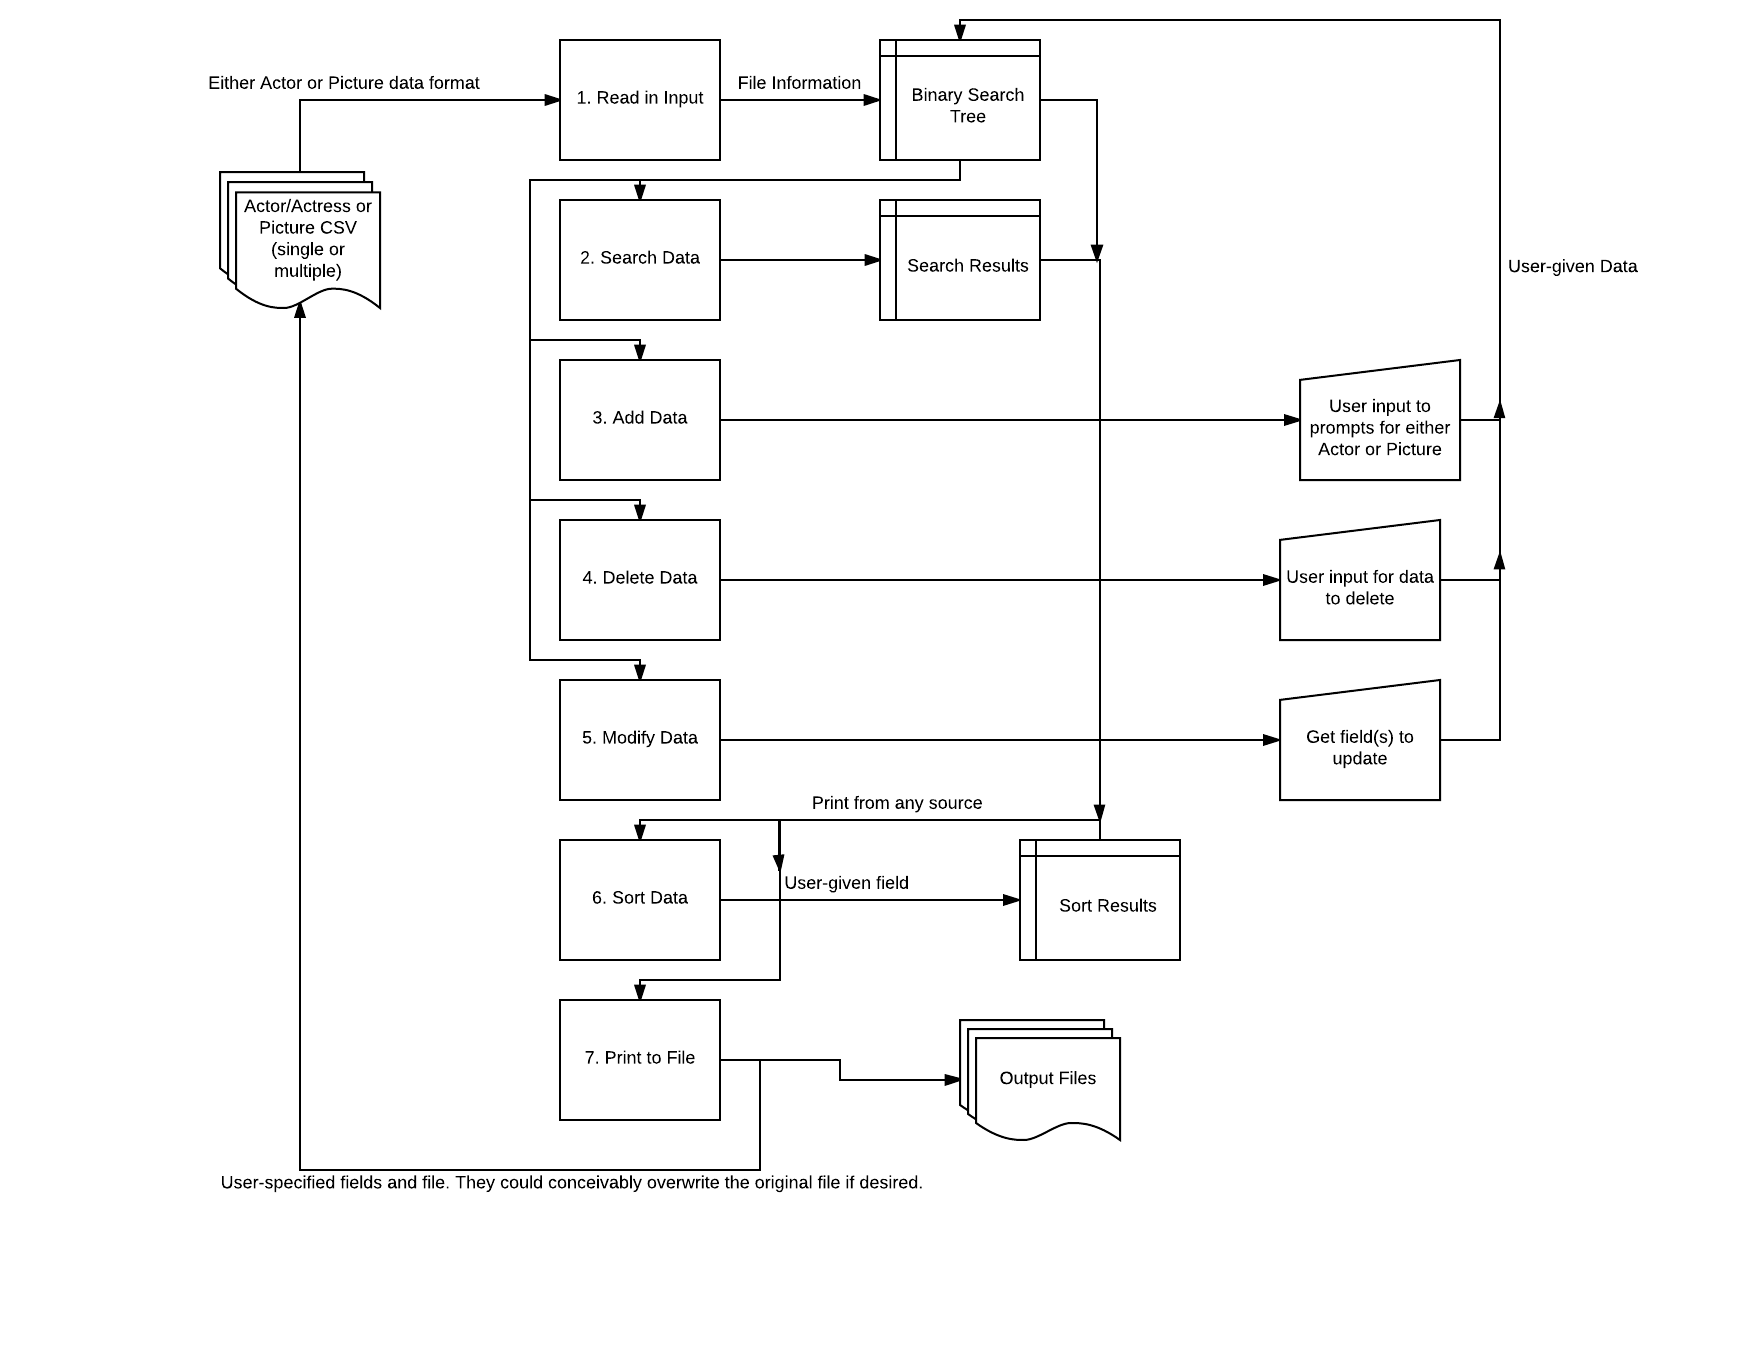 Either Actor or Picture data format
1. Read in Input
File Information
Binary Search
Tree
Actor/Actress or
Picture CSV
(single or
multiple)
2. Search Data
Search Results
User-given Data
3. Add Data
User input to
prompts for either
Actor or Picture
4. Delete Data
User input for data
to delete
5. Modify Data
Get field(s) to
update
Print from any source
6. Sort Data
User-given field
Sort Results
7. Print to File
Output Files
User-specified fields and file. They could conceivably overwrite the original file if desired.